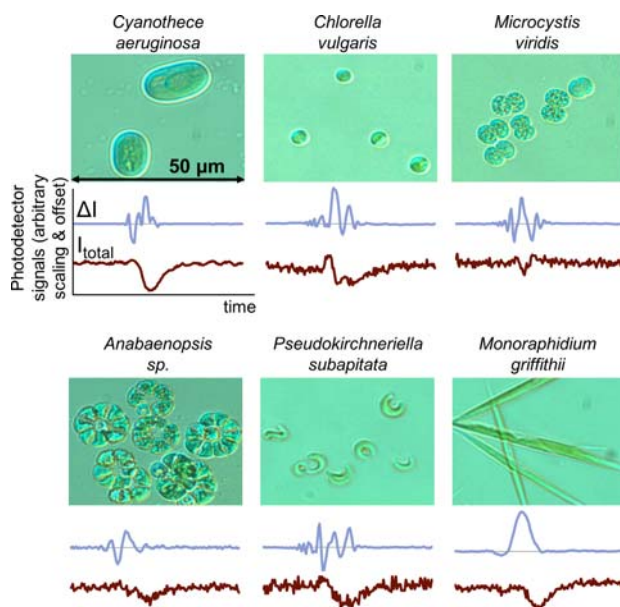 Cyanothece
aeruginosa
Chlorella
vulgaris
Microcystis
viridis
50 µm
Photodetector
signals (arbitrary
scaling & offset)
ΔI
Itotal
time
Anabaenopsis
sp.
Pseudokirchneriella
subapitata
Monoraphidium
griffithii